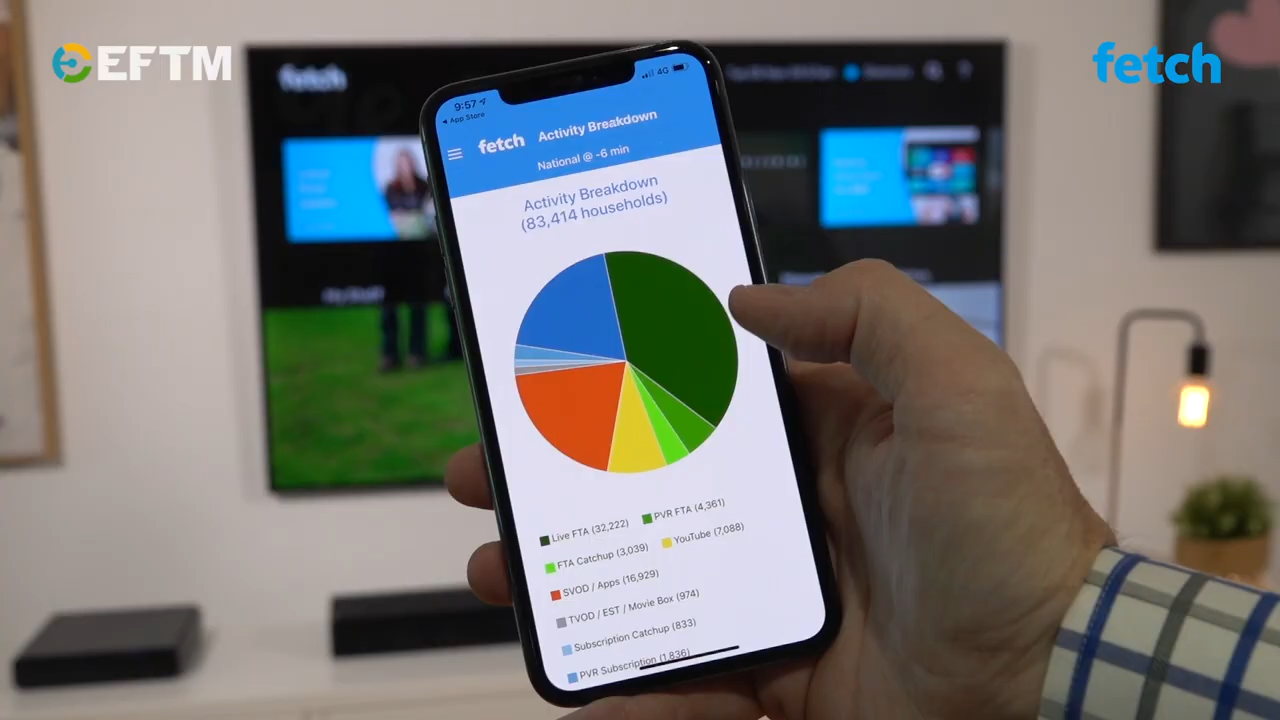 EFTM
fetch
fetch
9:57
4G
App Store
fetch Activity Breakdown
National @ -6 min
Activity Breakdown
(83,414 households)
Live FTA (32,222) PVR FTA (4,361)
FTA Catchup (3,039) YouTube (7,088)
SVOD / Apps (16,929)
TVOD / EST / Movie Box (974)
Subscription Catchup (833)
PVR Subscription (1,836)
My Stuff